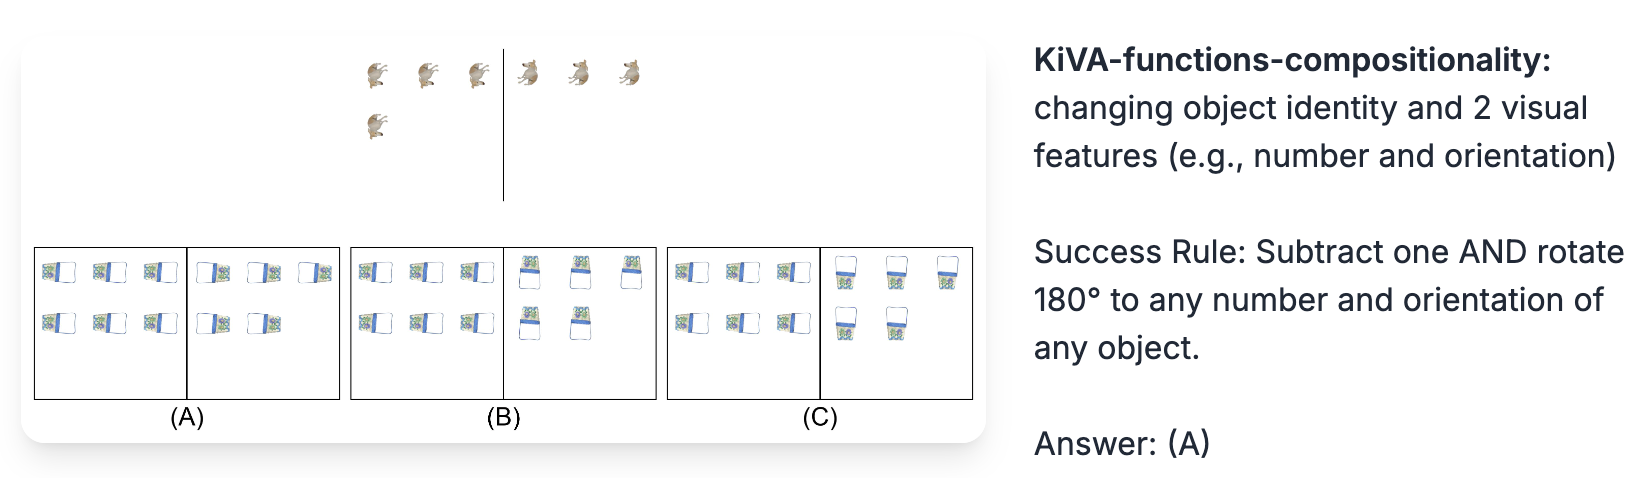 KiVA-functions-compositionality:
changing object identity and 2 visual
features (e.g., number and orientation)
Success Rule: Subtract one AND rotate
180° to any number and orientation of
any object.
Answer: (A)
(A)
(B)
(C)